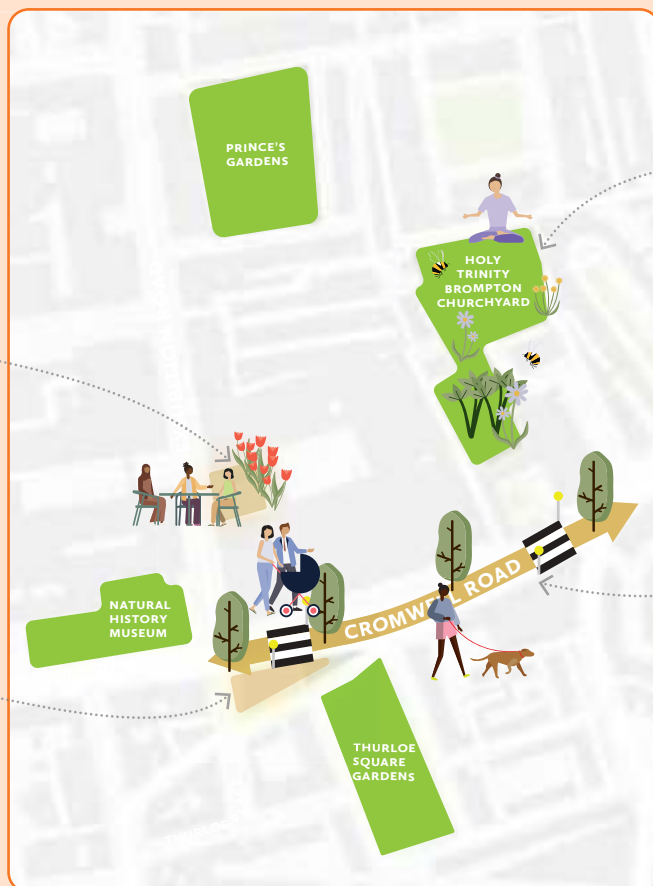 PRINCE'S
GARDENS
HOLY
TRINITY
BROMPTON
CHURCHYARD
NATURAL
HISTORY
MUSEUM
CROMWELL ROAD
THURLOE
SQUARE
GARDENS